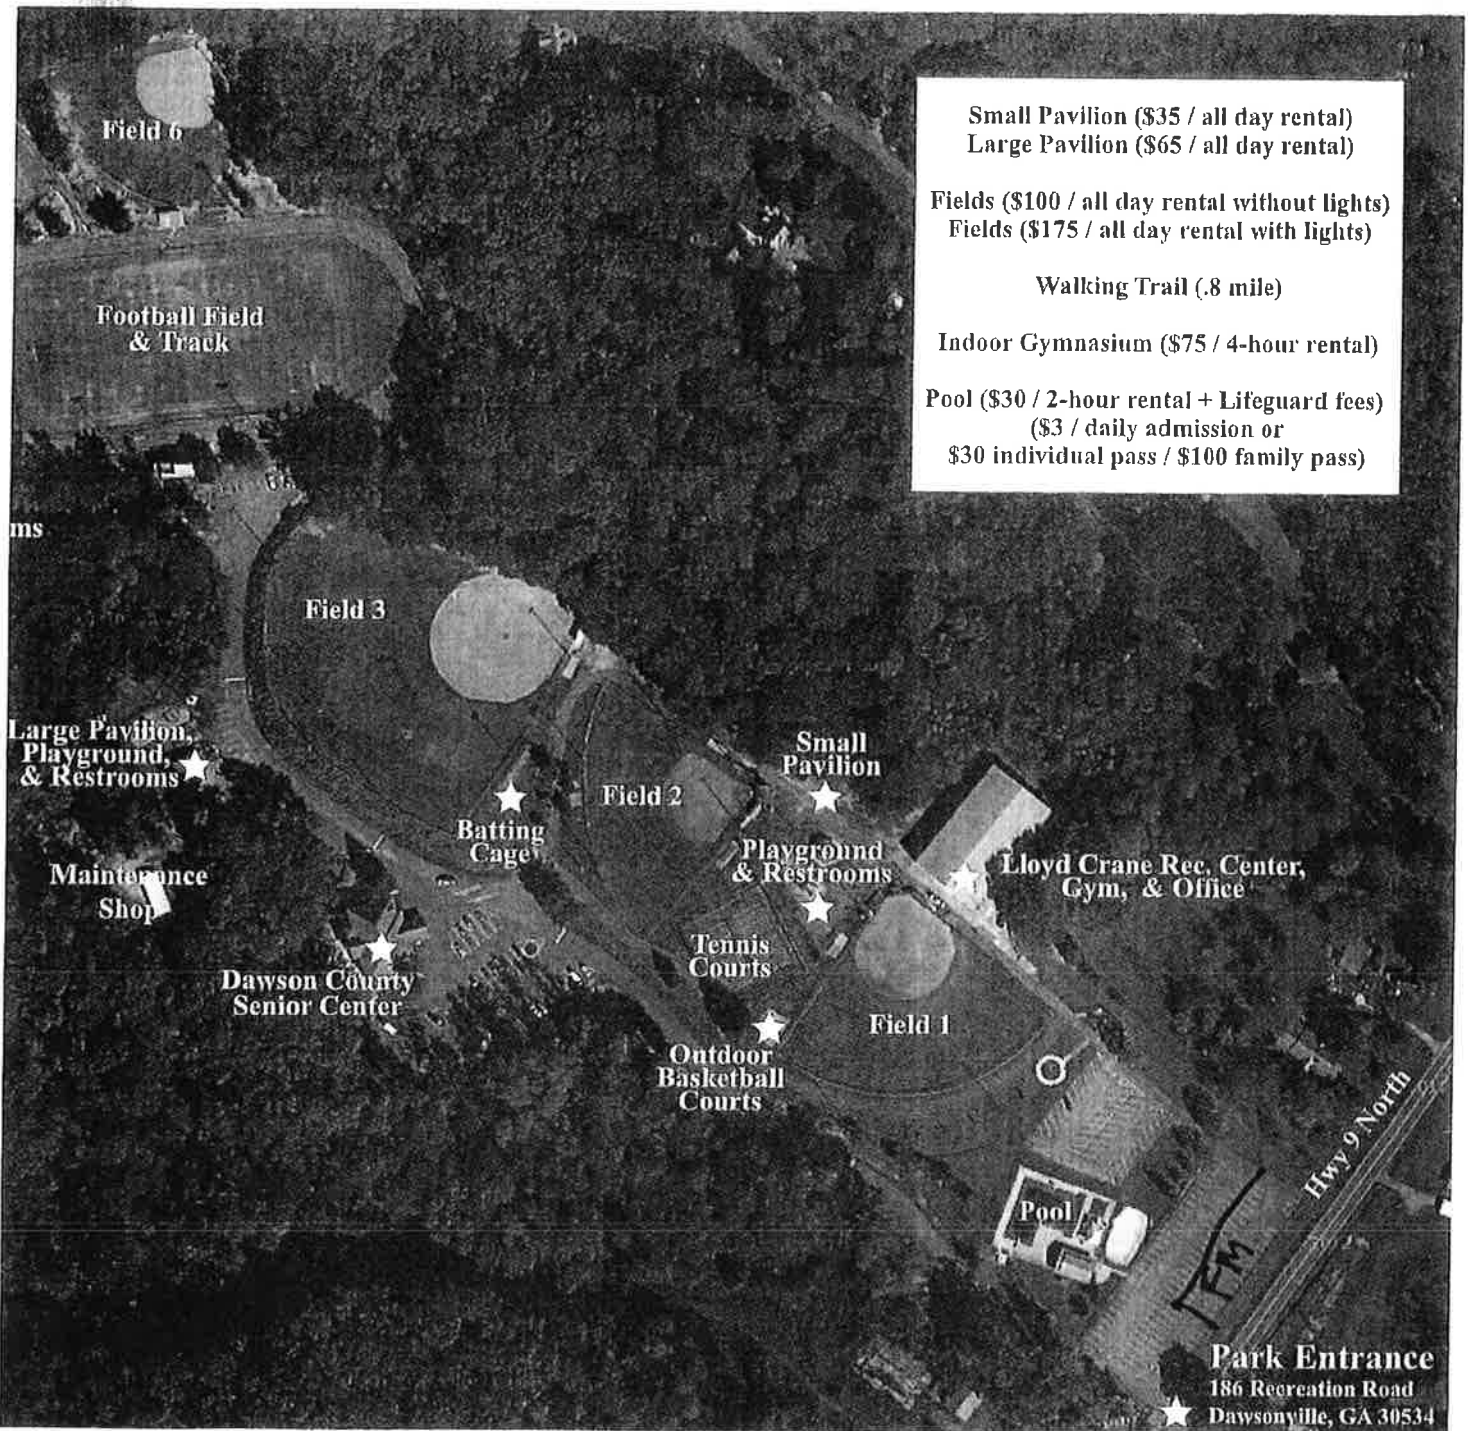 Small Pavilion ($35 / all day rental)
Large Pavilion ($65 / all day rental)
Fields ($100 / all day rental without lights)
Fields ($175 / all day rental with lights)
Walking Trail (.8 mile)
Indoor Gymnasium ($75 / 4-hour rental)
Pool ($30 / 2-hour rental + Lifeguard fees)
($3 / daily admission or
$30 individual pass / $100 family pass)
Field 6
Football Field
& Track
ms
Field 3
Large Pavilion,
Playground,
& Restrooms
Small
Pavilion
Field 2
Batting
Cage
Playground
& Restrooms
Lloyd Crane Rec. Center,
Gym, & Office
Maintenance
Shop
Tennis
Courts
Dawson County
Senior Center
Field 1
Outdoor
Basketball
Courts
Hwy 9 North
Pool
TFM
Park Entrance
186 Recreation Road
Dawsonville, GA 30534